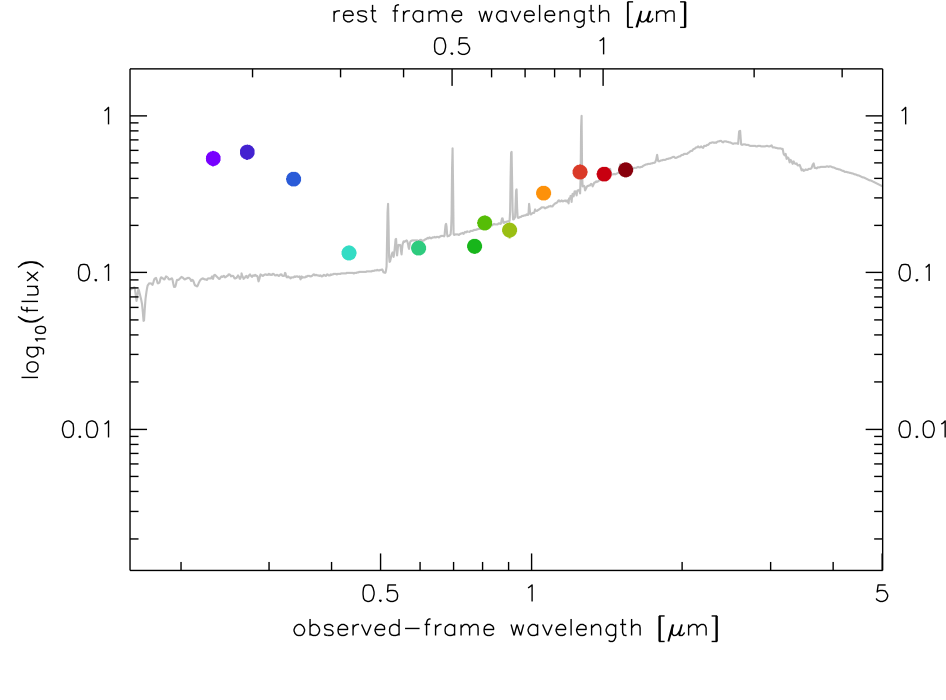 rest frame wavelength [μm]
0.5 1
1 1
0.1 0.1
0.01 0.01
log10(flux)
0.5 1 5
observed-frame wavelength [μm]